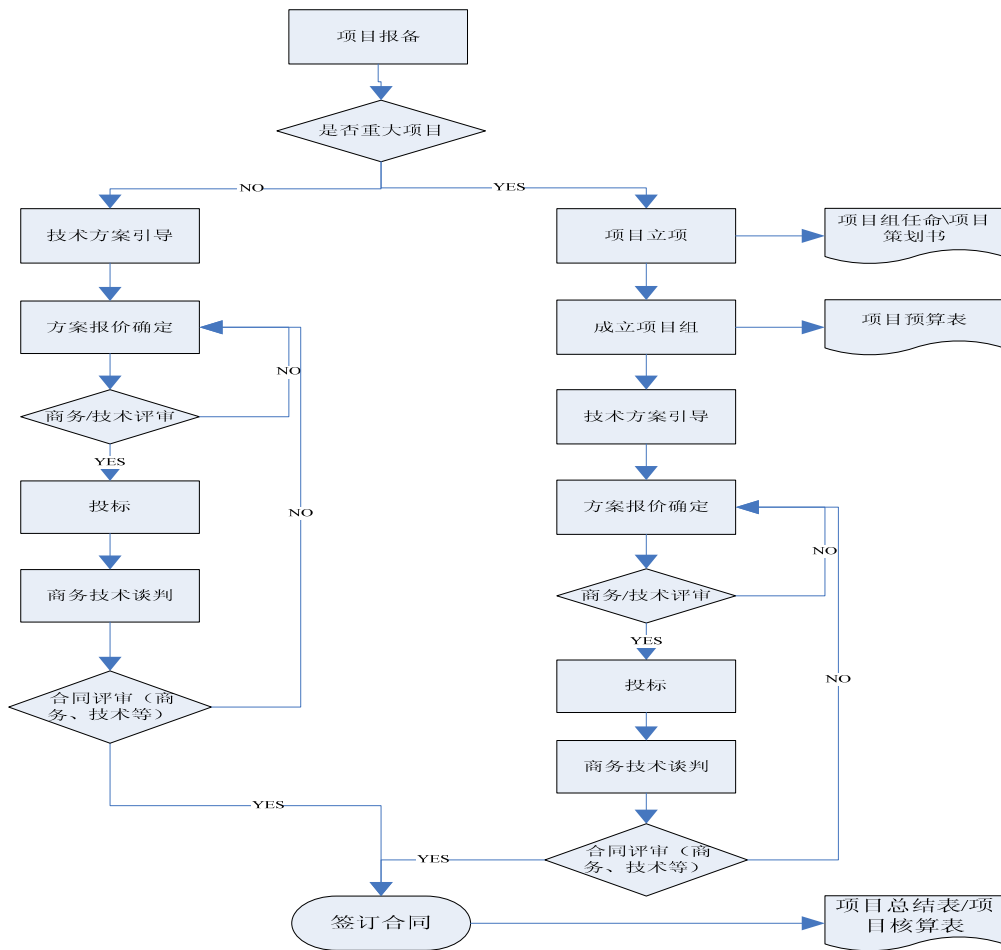 项目报备
是否重大项目
NO
YES
技术方案引导
项目立项
项目组任命\项目
策划书
方案报价确定
成立项目组
项目预算表
NO
商务/技术评审
技术方案引导
YES
投标
NO
方案报价确定
NO
商务技术谈判
商务/技术评审
YES
合同评审（商
务、技术等）
投标
NO
商务技术谈判
YES
合同评审（商
务、技术等）
YES
签订合同
项目总结表/项
目核算表